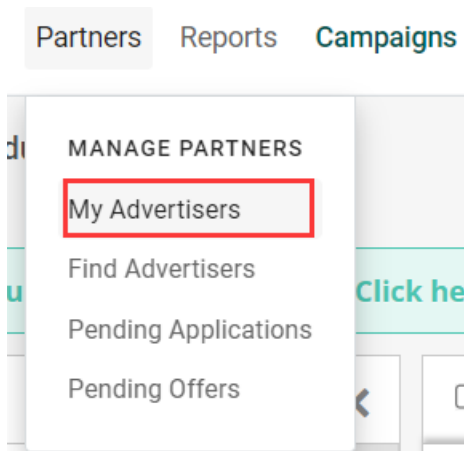 Partners Reports Campaigns
MANAGE PARTNERS
My Advertisers
Find Advertisers
Click he
Pending Applications
Pending Offers